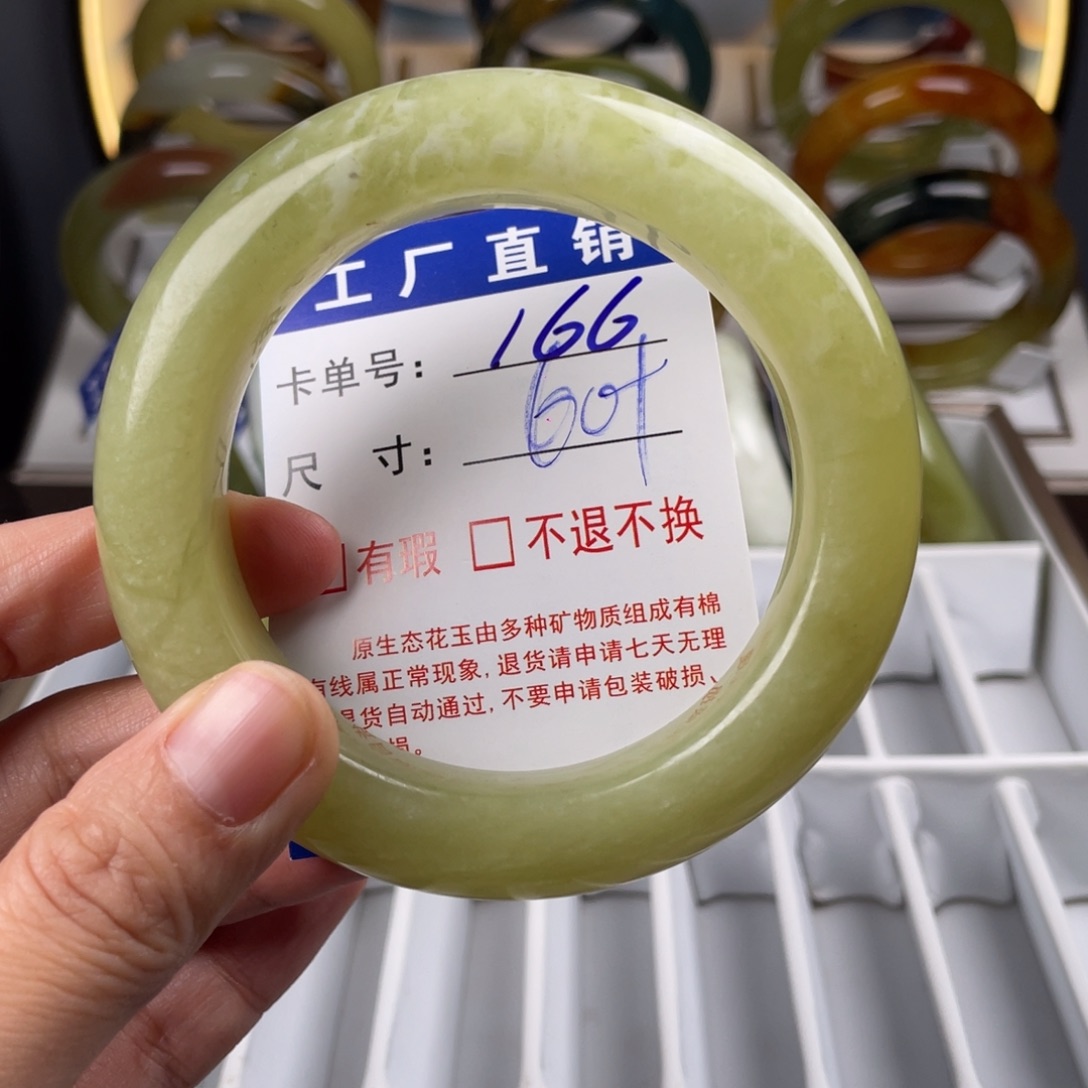 工厂直销
卡单号：166
尺 寸：60+
有瑕 □不退不换
原生态花玉由多种矿物质组成有棉
有线属正常现象，退货请申请七天无理
退货自动通过，不要申请包装破损、
损。